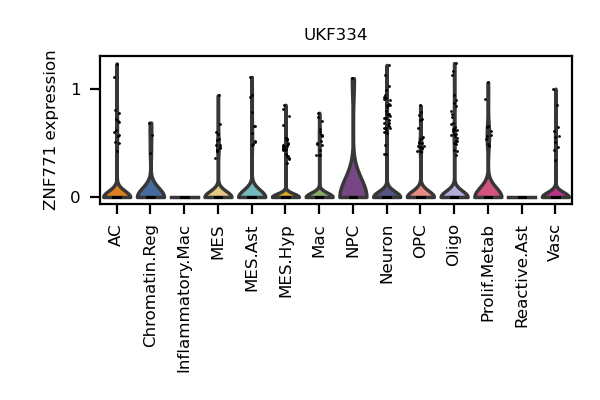 UKF334
ZNF771 expression
1
0
AC
Chromatin.Reg
Inflammatory.Mac
MES
MES.Ast
MES.Hyp
Mac
NPC
Neuron
OPC
Oligo
Prolif.Metab
Reactive.Ast
Vasc